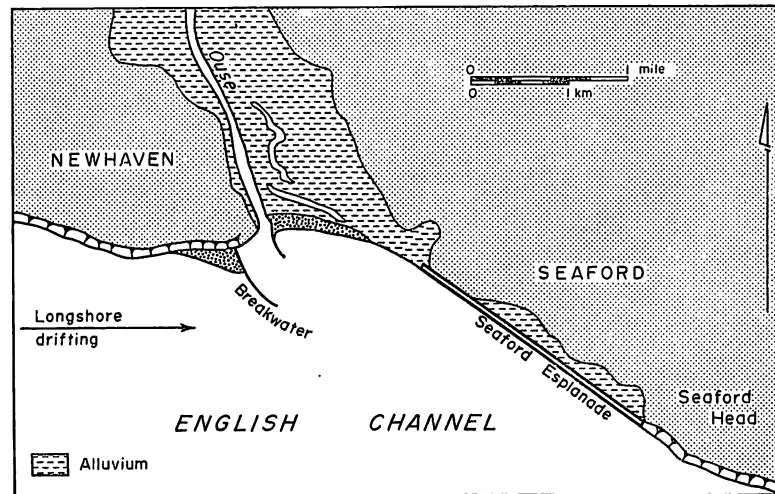 Ouse
0 1 mile
0 1 km
NEWHAVEN
SEAFORD
Breakwater
Longshore
drifting
Seaford Esplanade
Seaford
Head
ENGLISH CHANNEL
Alluvium